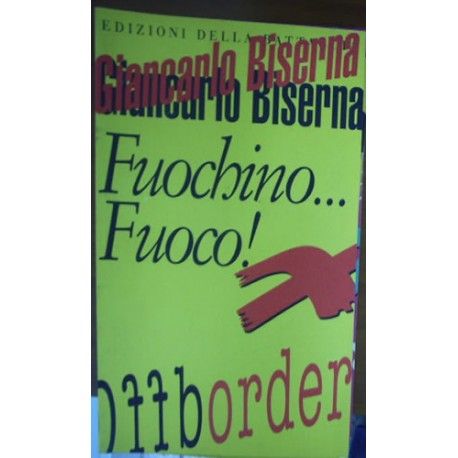 EDIZIONI DELLA
Giancarlo Biserna
Giancarlo Biserna
Fuochino...
Fuoco!
Offborder